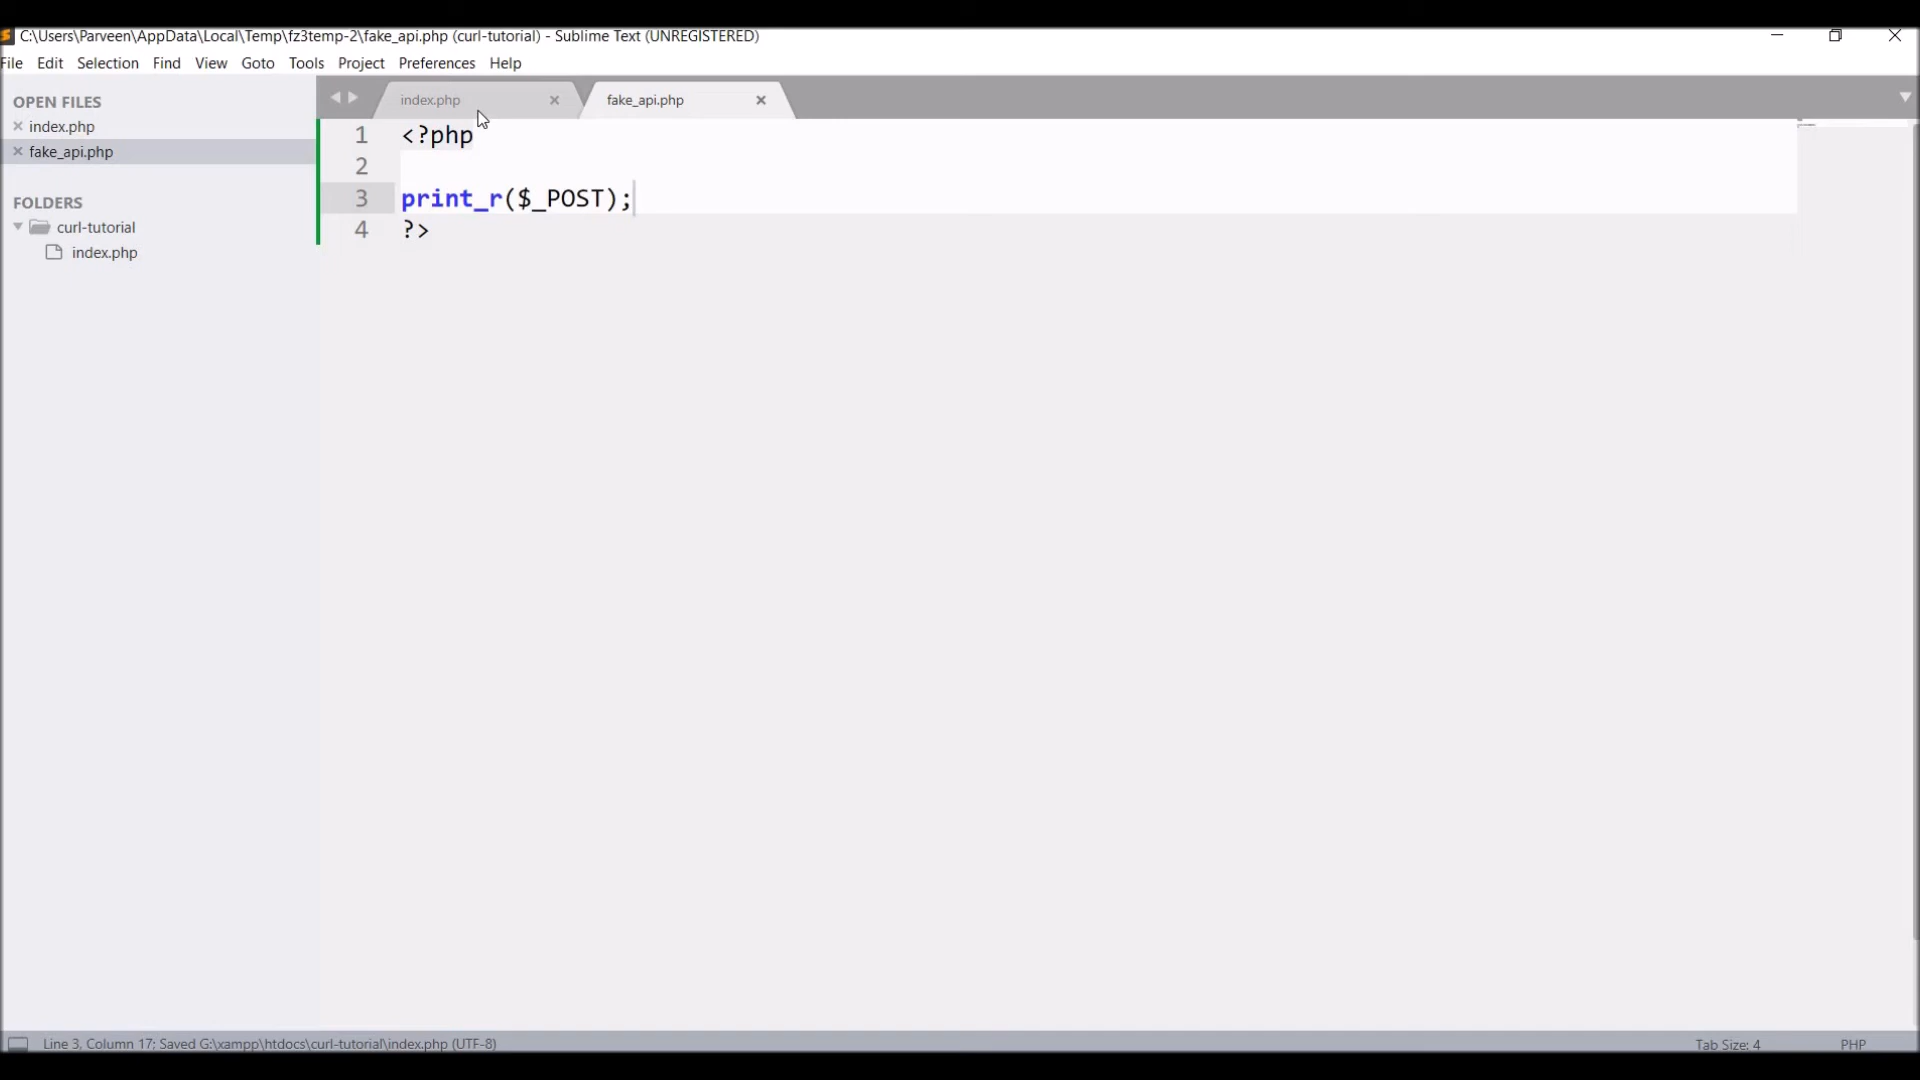 C:\Users\Parveen\AppData\Local\Temp\fz3temp-2\fake_api.php (curl-tutorial) - Sublime Text (UNREGISTERED)
File Edit Selection Find View Goto Tools Project Preferences Help
OPEN FILES
index.php
fake_api.php
FOLDERS
curl-tutorial
index.php
index.php fake_api.php
1 <?php
2
3 print_r($_POST);
4 ?>
Line 3, Column 17; Saved G:\xampp\htdocs\curl-tutorial\index.php (UTF-8) Tab Size: 4 PHP